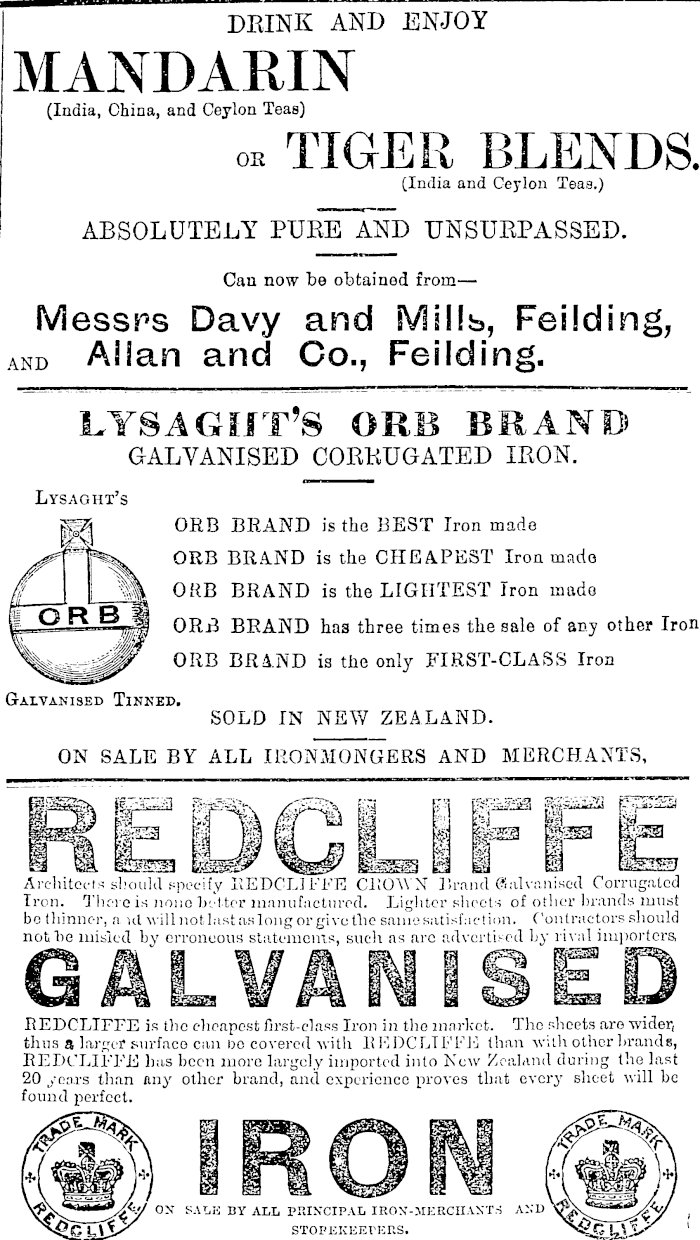 DRINK AND ENJOY
MANDARIN
(India, China, and Ceylon Teas)
OR TIGER BLENDS.
(India and Ceylon Teas.)
ABSOLUTELY PURE AND UNSURPASSED.
Can now be obtained from—
Messrs Davy and Mills, Feilding,
AND Allan and Co., Feilding.
LYSAGHT'S ORB BRAND
GALVANISED CORRUGATED IRON.
LYSAGHT'S
ORB
GALVANISED TINNED.
ORB BRAND is the BEST Iron made
ORB BRAND is the CHEAPEST Iron made
ORB BRAND is the LIGHTEST Iron made
ORB BRAND has three times the sale of any other Iron
ORB BRAND is the only FIRST-CLASS Iron
SOLD IN NEW ZEALAND.
ON SALE BY ALL IRONMONGERS AND MERCHANTS,
REDCLIFFE
Architects should specify REDCLIFFE CROWN Brand Galvanised Corrugated
Iron. There is none better manufactured. Lighter sheets of other brands must
be thinner, and will not last as long or give the same satisfaction. Contractors should
not be misled by erroneous statements, such as are advertised by rival importers
GALVANISED
REDCLIFFE is the cheapest first-class Iron in the market. The sheets are wider,
thus a larger surface can be covered with REDCLIFFE than with other brands,
REDCLIFFE has been more largely imported into New Zealand during the last
20 years than any other brand, and experience proves that every sheet will be
found perfect.
TRADE MARK
REDCLIFFE
IRON
TRADE MARK
REDCLIFFE
ON SALE BY ALL PRINCIPAL IRON-MERCHANTS AND
STOPEKEEPERS.